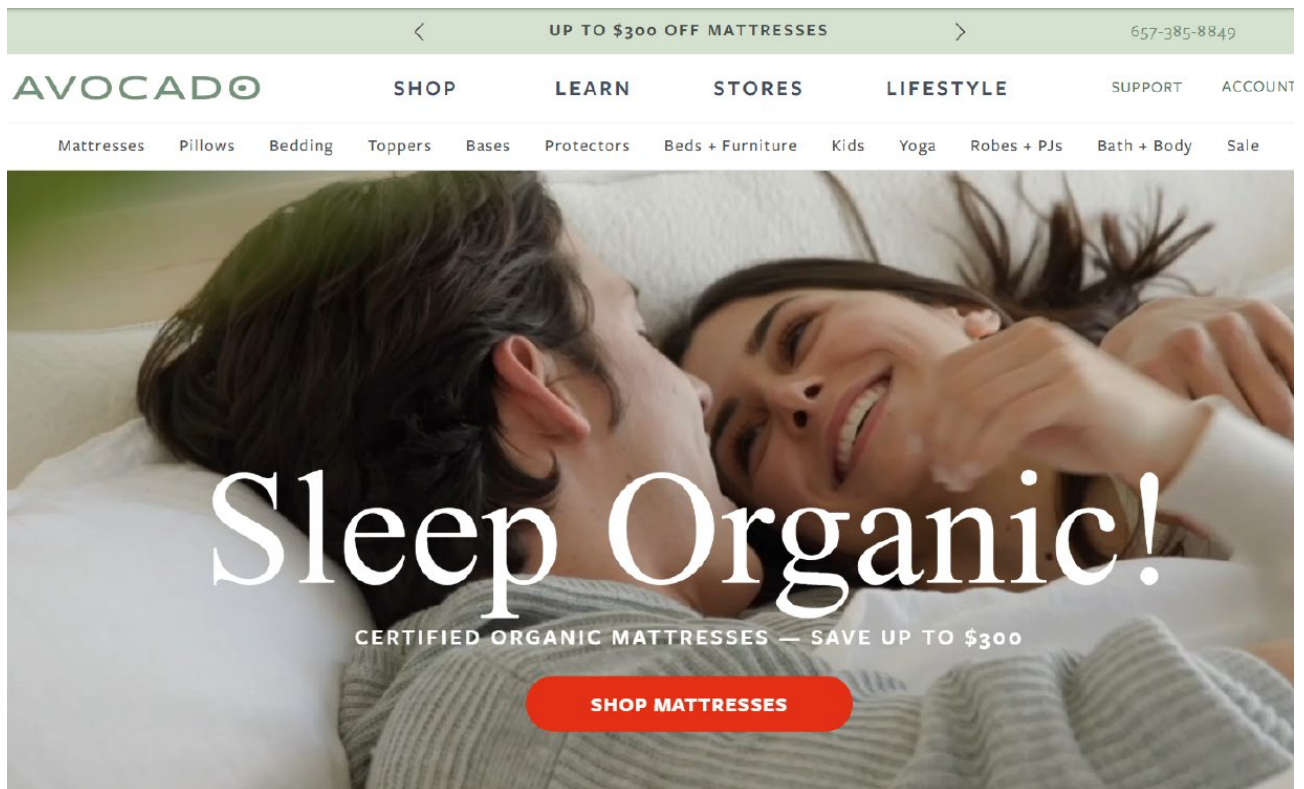 UP TO $300 OFF MATTRESSES 657-385-8849
AVOCADO SHOP LEARN STORES LIFESTYLE SUPPORT ACCOUNT
Mattresses Pillows Bedding Toppers Bases Protectors Beds + Furniture Kids Yoga Robes + PJs Bath + Body Sale
Sleep Organic!
CERTIFIED ORGANIC MATTRESSES — SAVE UP TO $300
SHOP MATTRESSES